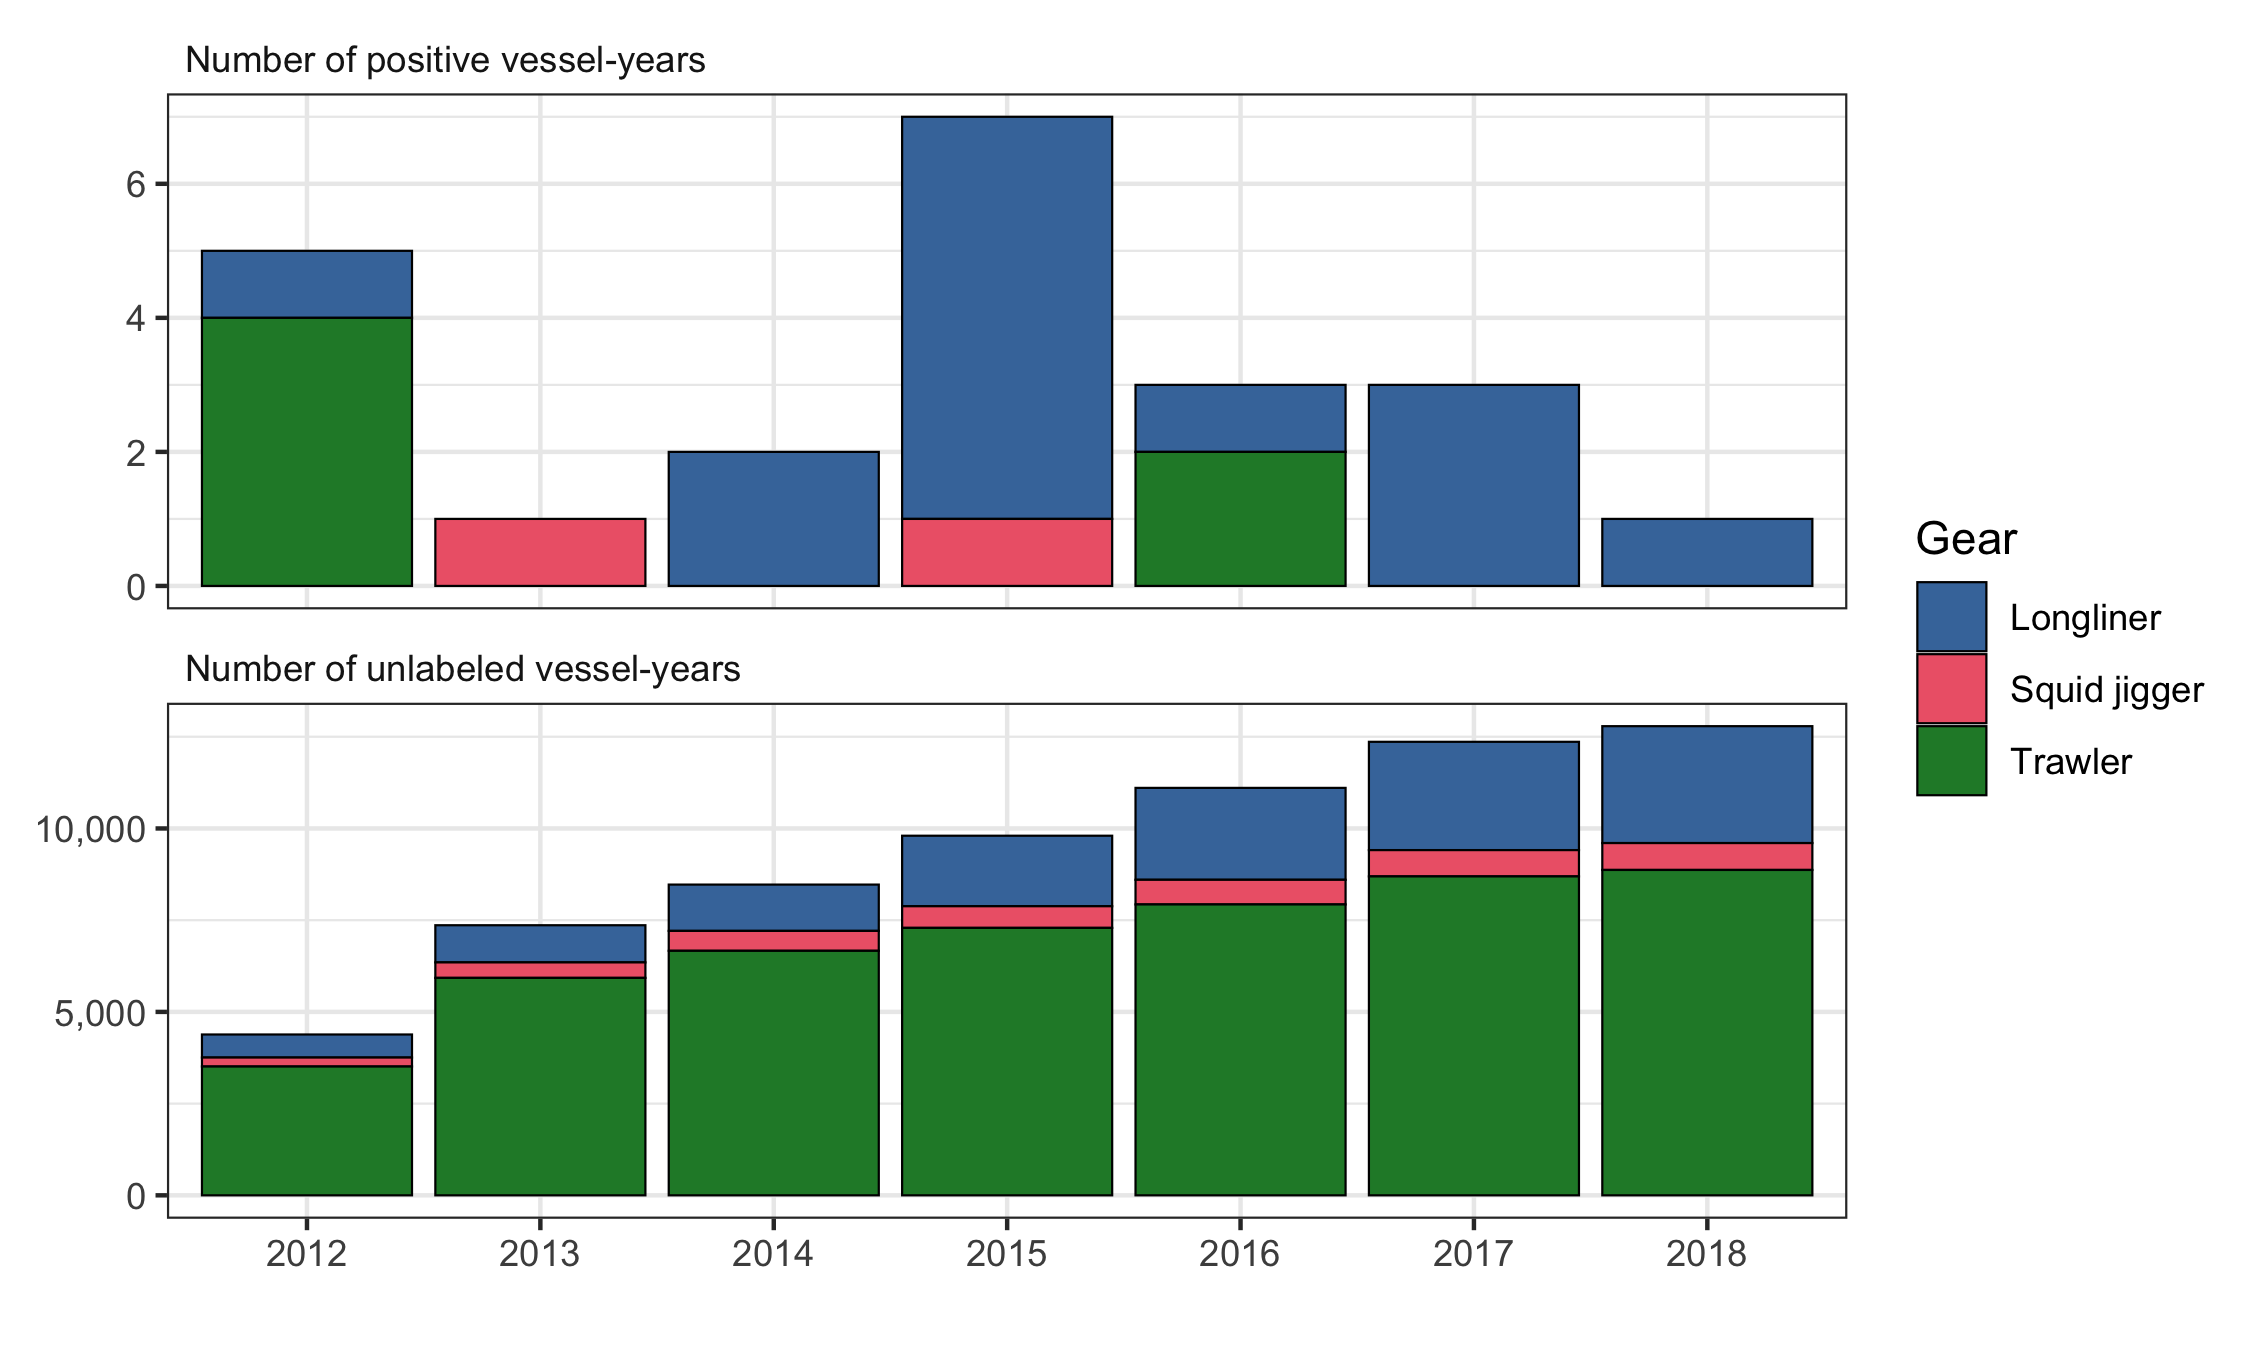 Number of positive vessel-years
6
4
2
0
Number of unlabeled vessel-years
10,000
5,000
0
2012 2013 2014 2015 2016 2017 2018
Gear
Longliner
Squid jigger
Trawler